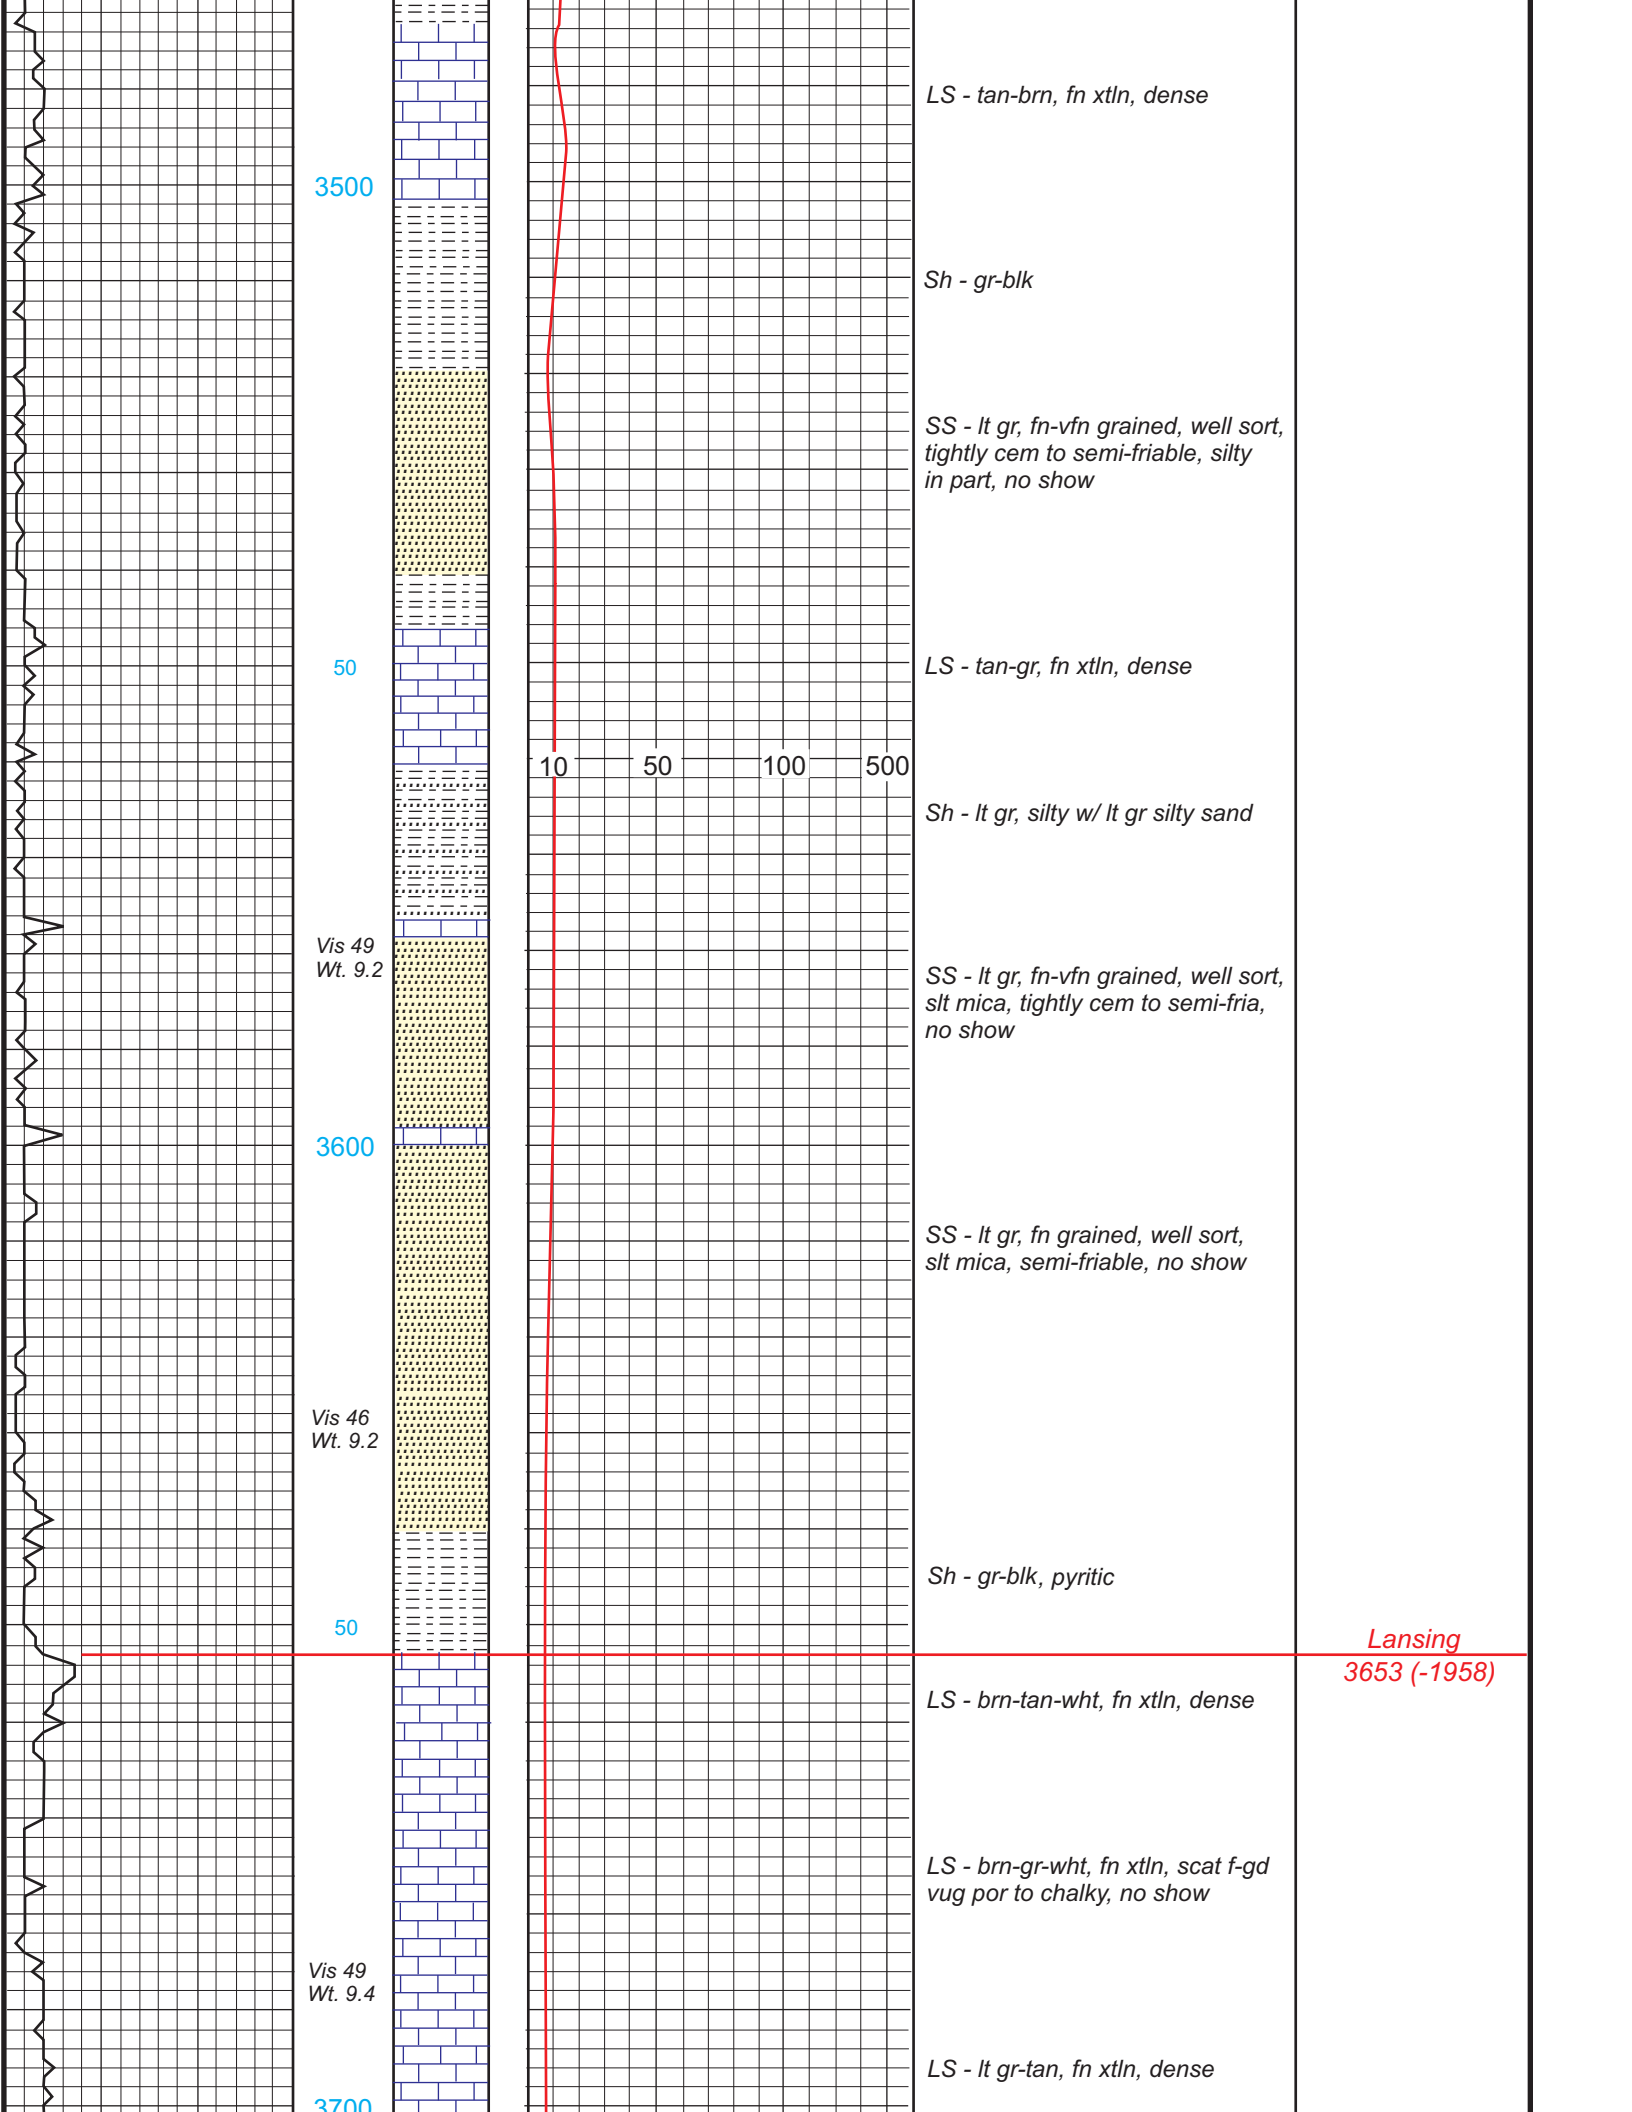 LS - tan-brn, fn xtln, dense
3500
Sh - gr-blk
SS - lt gr, fn-vfn grained, well sort,
tightly cem to semi-friable, silty
in part, no show
50
LS - tan-gr, fn xtln, dense
10 50 100 500
Sh - lt gr, silty w/ lt gr silty sand
Vis 49
Wt. 9.2
SS - lt gr, fn-vfn grained, well sort,
slt mica, tightly cem to semi-fria,
no show
3600
SS - lt gr, fn grained, well sort,
slt mica, semi-friable, no show
Vis 46
Wt. 9.2
Sh - gr-blk, pyritic
50
Lansing
3653 (-1958)
LS - brn-tan-wht, fn xtln, dense
LS - brn-gr-wht, fn xtln, scat f-gd
vug por to chalky, no show
Vis 49
Wt. 9.4
LS - lt gr-tan, fn xtln, dense
3700